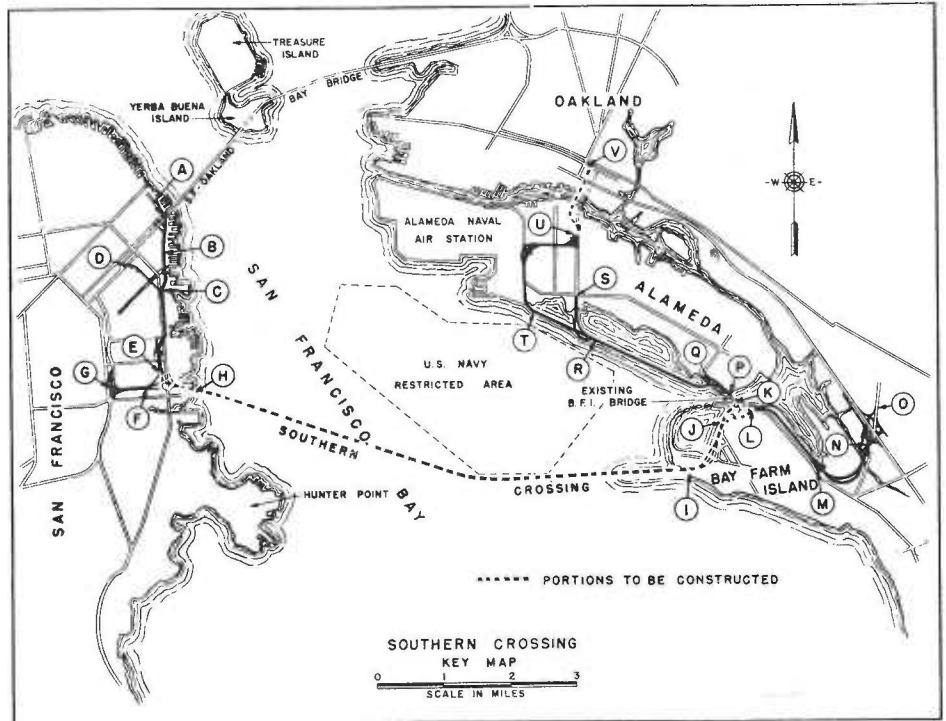 TREASURE
ISLAND
YERBA BUENA
ISLAND
BAY BRIDGE
S.F.-OAKLAND
OAKLAND
-W E-
A
B
C
D
E
F
G
H
SAN FRANCISCO
SAN FRANCISCO BAY
ALAMEDA NAVAL
AIR STATION
ALAMEDA
V
U
S
T
R
Q
P
K
L
J
I
M
N
O
U.S. NAVY
RESTRICTED AREA
EXISTING
B.F.I. BRIDGE
SOUTHERN CROSSING
BAY FARM
ISLAND
HUNTER POINT
PORTIONS TO BE CONSTRUCTED
SOUTHERN CROSSING
KEY MAP
0 1 2 3
SCALE IN MILES